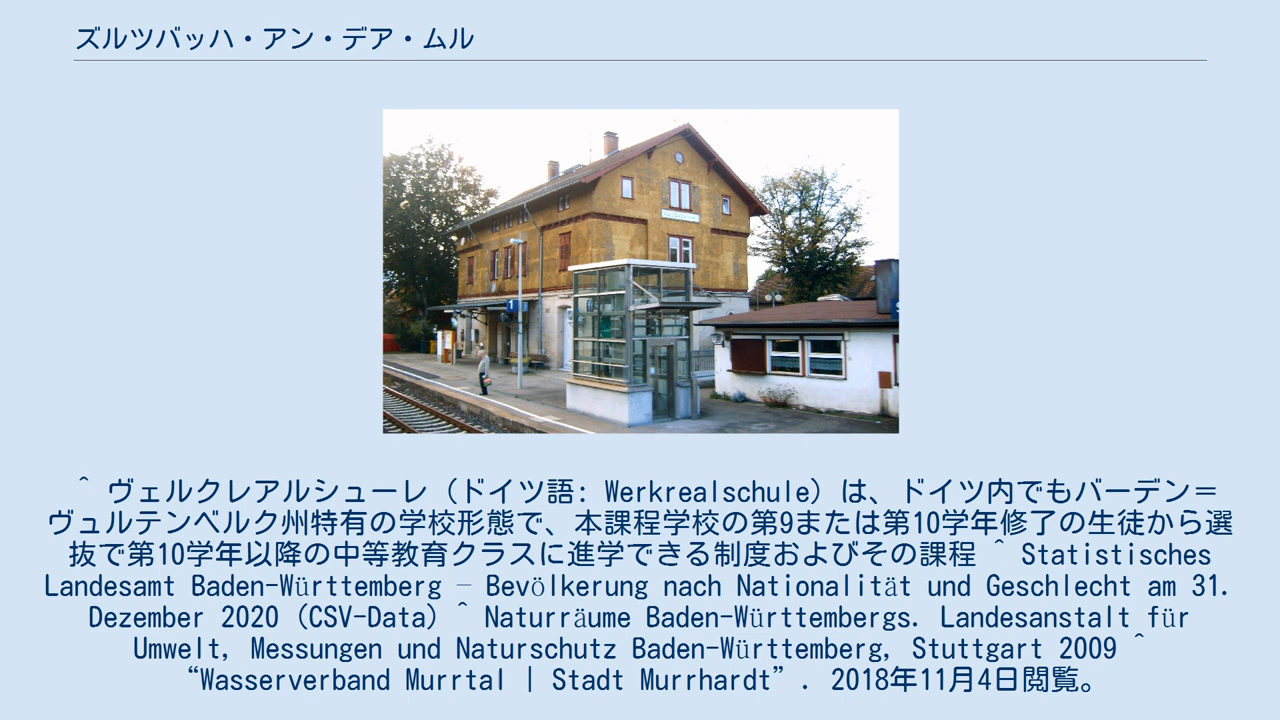 ズルツバッハ・アン・デア・ムル
1
^ ヴェルクレアルシューレ（ドイツ語: Werkrealschule）は、ドイツ内でもバーデン＝
ヴュルテンベルク州特有の学校形態で、本課程学校の第9または第10学年修了の生徒から選
抜で第10学年以降の中等教育クラスに進学できる制度およびその課程 ^ Statistisches
Landesamt Baden-Württemberg – Bevölkerung nach Nationalität und Geschlecht am 31.
Dezember 2020 (CSV-Data) ^ Naturräume Baden-Württembergs. Landesanstalt für
Umwelt, Messungen und Naturschutz Baden-Württemberg, Stuttgart 2009 ^
“Wasserverband Murrtal | Stadt Murrhardt”. 2018年11月4日閲覧。